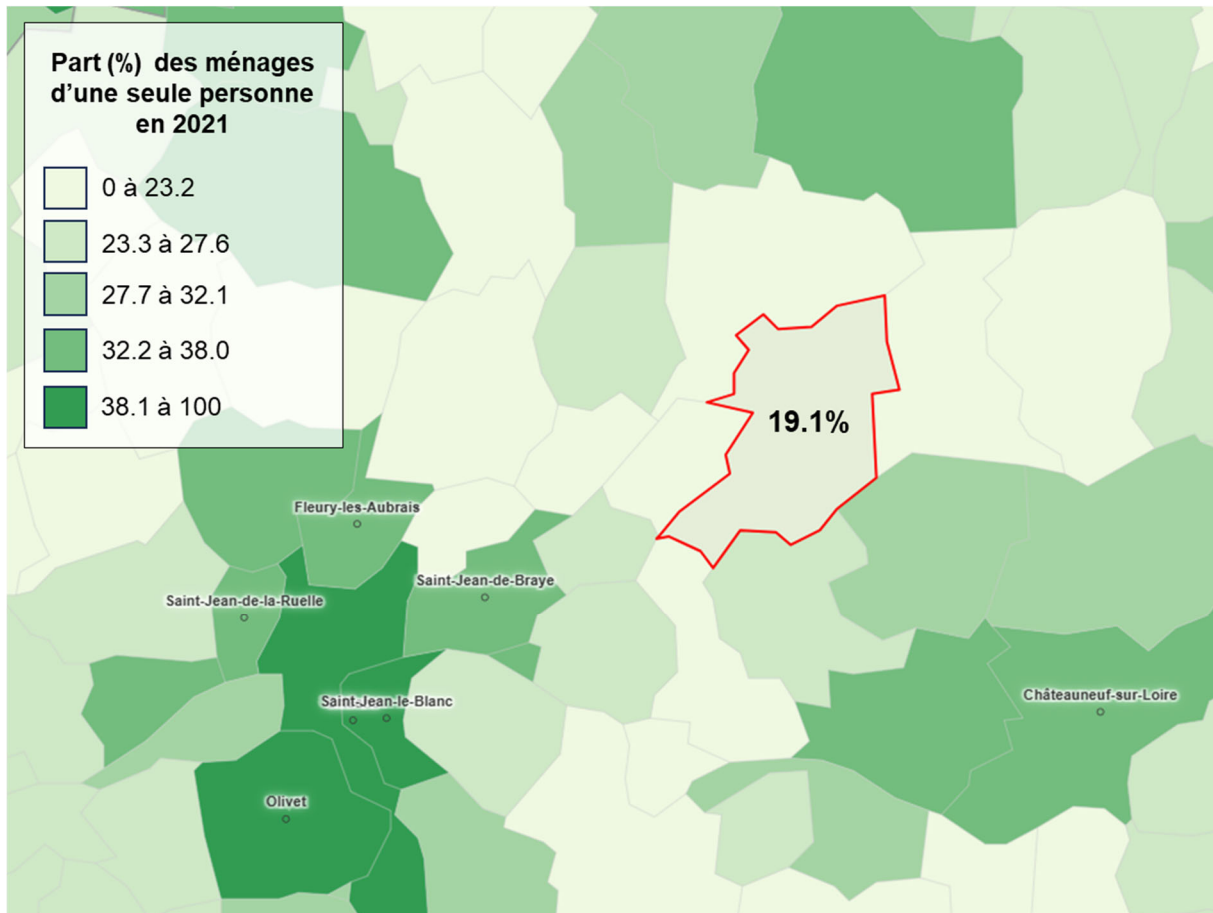 Part (%) des ménages
d’une seule personne
en 2021
0 à 23.2
23.3 à 27.6
27.7 à 32.1
32.2 à 38.0
38.1 à 100
19.1%
Fleury-les-Aubrais
Saint-Jean-de-Braye
Saint-Jean-de-la-Ruelle
Saint-Jean-le-Blanc
Châteauneuf-sur-Loire
Olivet